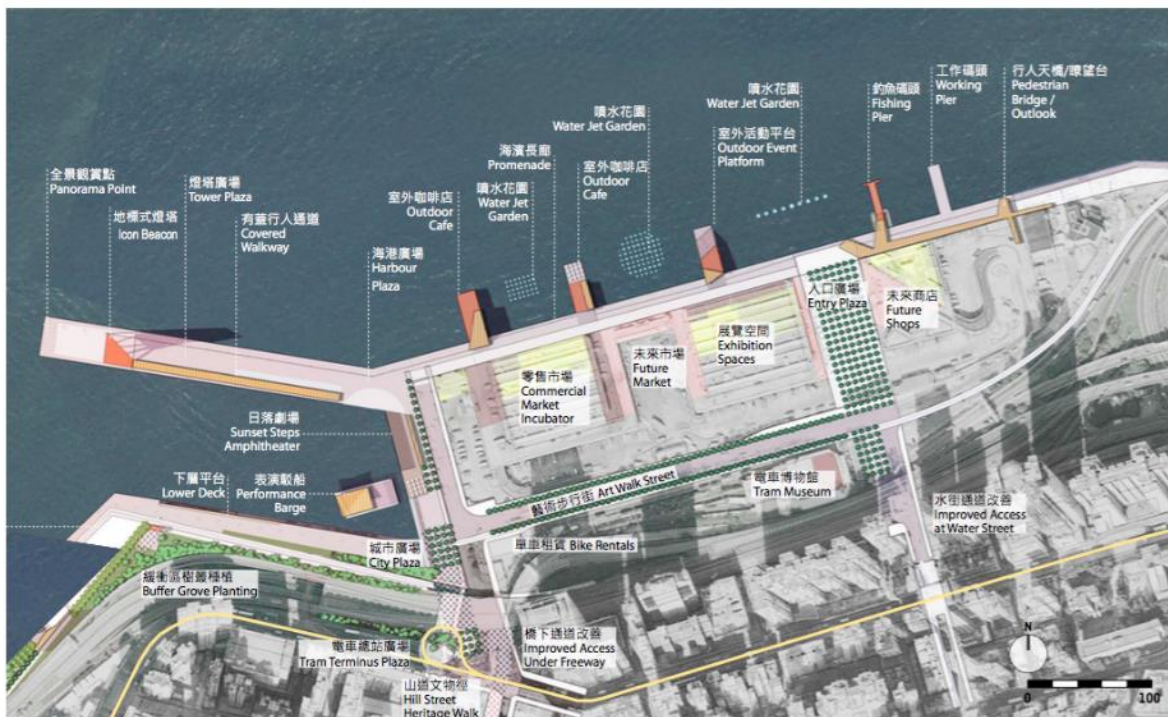 全景觀賞點
Panorama Point
地標式燈塔
Icon Beacon
燈塔廣場
Tower Plaza
有蓋行人通道
Covered
Walkway
海港廣場
Harbour
Plaza
室外咖啡店
Outdoor
Cafe
噴水花園
Water Jet
Garden
海濱長廊
Promenade
噴水花園
Water Jet Garden
室外咖啡店
Outdoor
Cafe
噴水花園
Water Jet Garden
室外活動平台
Outdoor Event
Platform
釣魚碼頭
Fishing
Pier
工作碼頭
Working
Pier
行人天橋/瞭望台
Pedestrian
Bridge /
Outlook
入口廣場
Entry Plaza
未來商店
Future
Shops
展覽空間
Exhibition
Spaces
未來市場
Future
Market
零售市場
Commercial
Market
Incubator
日落劇場
Sunset Steps
Amphitheater
下層平台
Lower Deck
表演駁船
Performance
Barge
藝術步行街 Art Walk Street
電車博物館
Tram Museum
水街通道改善
Improved Access
at Water Street
城市廣場
City Plaza
單車租賃 Bike Rentals
緩衝區樹叢種植
Buffer Grove Planting
電車總站廣場
Tram Terminus Plaza
橋下通道改善
Improved Access
Under Freeway
山道文物徑
Hill Street
Heritage Walk
N
0 100